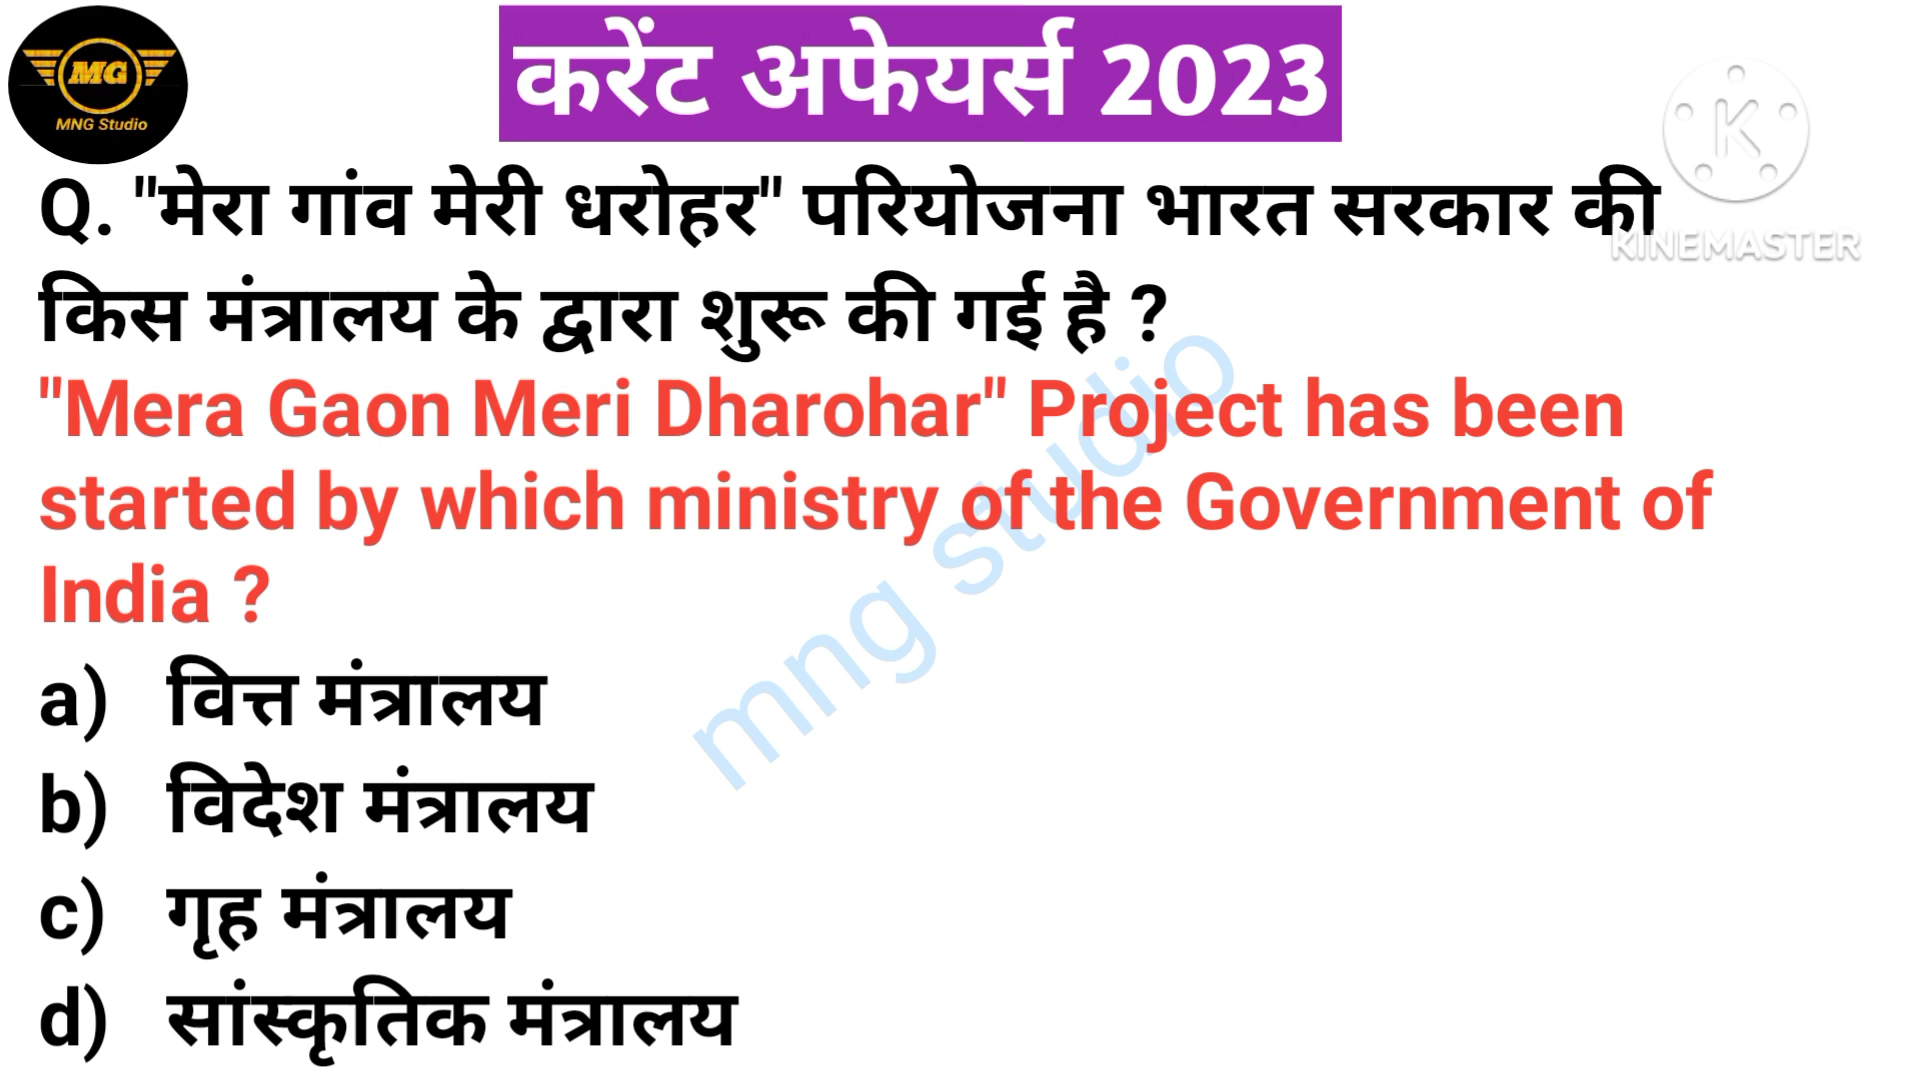 MG
MNG Studio
करेंट अफेयर्स 2023
K
KINEMASTER
Q. "मेरा गांव मेरी धरोहर" परियोजना भारत सरकार की
किस मंत्रालय के द्वारा शुरू की गई है ?
"Mera Gaon Meri Dharohar" Project has been
started by which ministry of the Government of
India ?
a) वित्त मंत्रालय
b) विदेश मंत्रालय
c) गृह मंत्रालय
d) सांस्कृतिक मंत्रालय
mng studio